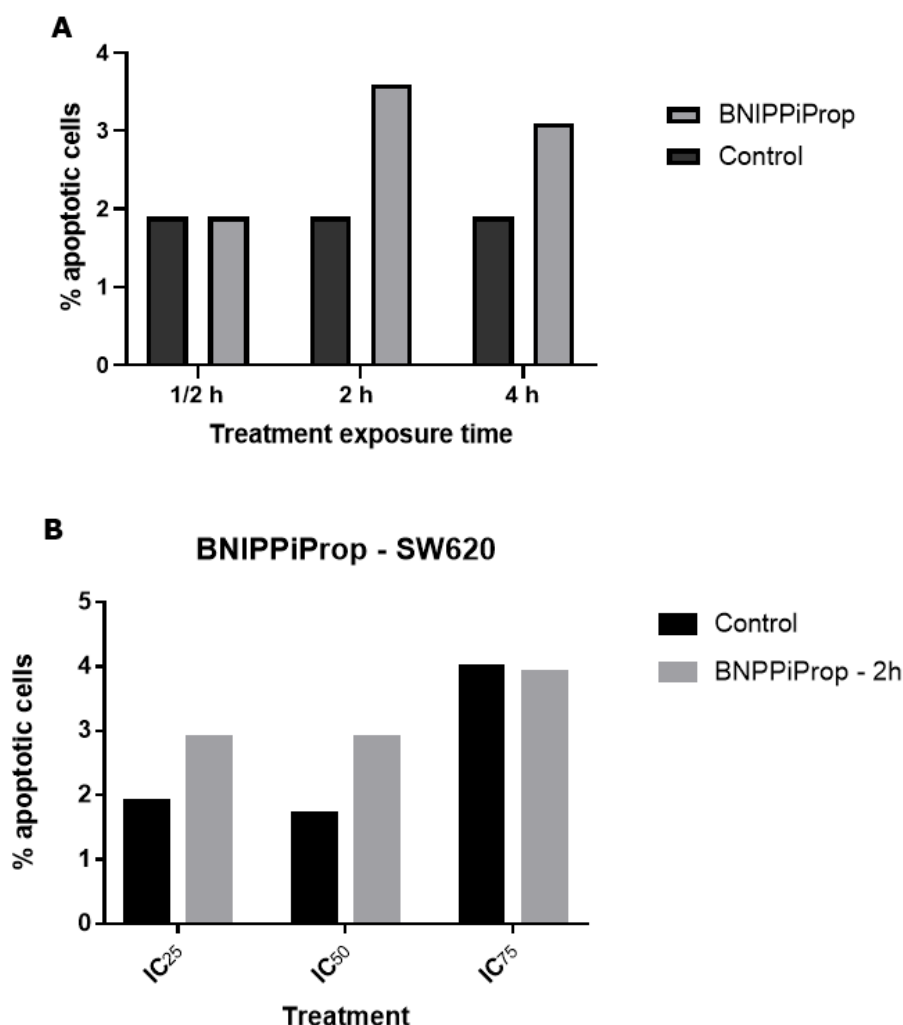 A
4
3
2
1
0
% apoptotic cells
1/2 h
2 h
4 h
Treatment exposure time
BNIPPiProp
Control
B
BNIPPiProp - SW620
5
4
3
2
1
0
% apoptotic cells
IC25
IC50
IC75
Treatment
Control
BNPPiProp - 2h